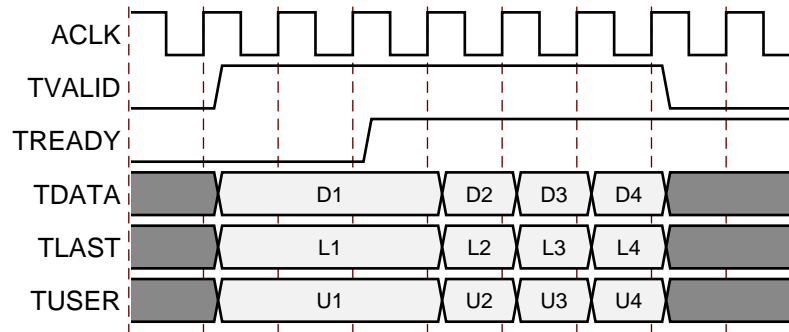 ACLK
TVALID
TREADY
TDATA D1 D2 D3 D4
TLAST L1 L2 L3 L4
TUSER U1 U2 U3 U4